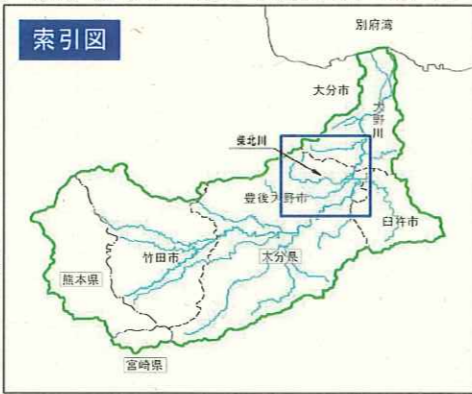 索引図
別府湾
大分市
大野川
柴北川
豊後大野市
臼杵市
竹田市
大分県
熊本県
宮崎県